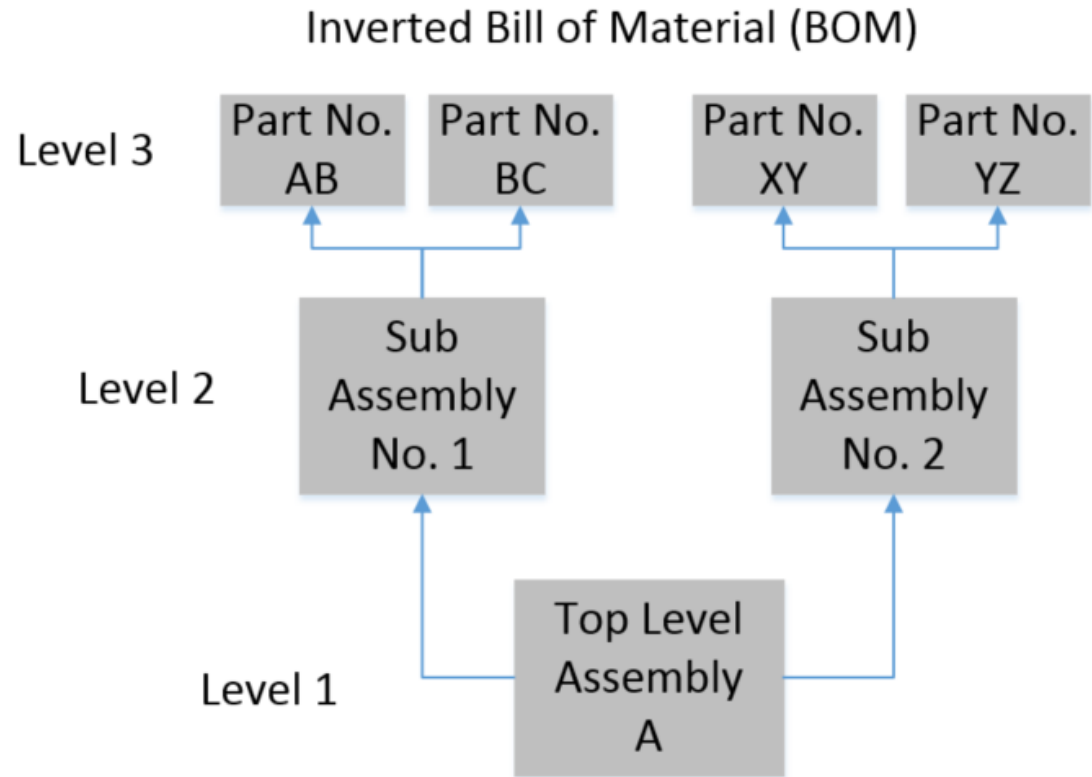 Inverted Bill of Material (BOM)
Level 3
Part No.
AB
Part No.
BC
Part No.
XY
Part No.
YZ
Level 2
Sub
Assembly
No. 1
Sub
Assembly
No. 2
Level 1
Top Level
Assembly
A